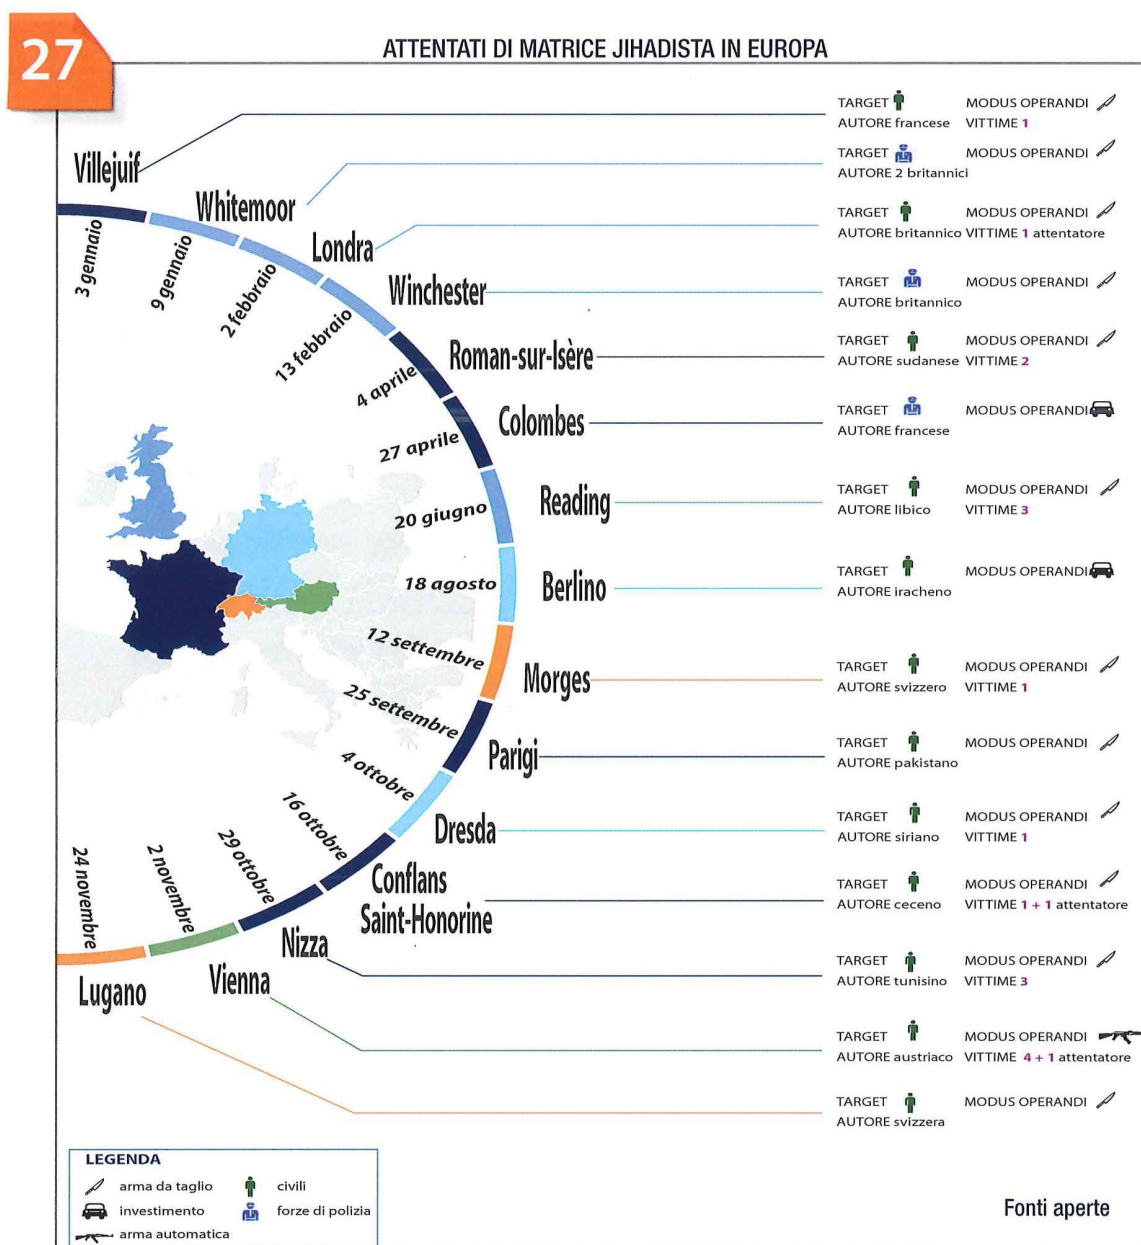 27
ATTENTATI DI MATRICE JIHADISTA IN EUROPA
Villejuif
3 gennaio
TARGET MODUS OPERANDI
AUTORE francese VITTIME 1
Whitemoor
9 gennaio
TARGET MODUS OPERANDI
AUTORE 2 britannici
Londra
2 febbraio
TARGET MODUS OPERANDI
AUTORE britannico VITTIME 1 attentatore
Winchester
13 febbraio
TARGET MODUS OPERANDI
AUTORE britannico
Roman-sur-Isère
4 aprile
TARGET MODUS OPERANDI
AUTORE sudanese VITTIME 2
Colombes
27 aprile
TARGET MODUS OPERANDI
AUTORE francese
Reading
20 giugno
TARGET MODUS OPERANDI
AUTORE libico VITTIME 3
Berlino
18 agosto
TARGET MODUS OPERANDI
AUTORE iracheno
Morges
12 settembre
TARGET MODUS OPERANDI
AUTORE svizzero VITTIME 1
Parigi
25 settembre
TARGET MODUS OPERANDI
AUTORE pakistano
Dresda
4 ottobre
TARGET MODUS OPERANDI
AUTORE siriano VITTIME 1
Conflans
Saint-Honorine
16 ottobre
TARGET MODUS OPERANDI
AUTORE ceceno VITTIME 1 + 1 attentatore
Nizza
29 ottobre
TARGET MODUS OPERANDI
AUTORE tunisino VITTIME 3
Vienna
2 novembre
TARGET MODUS OPERANDI
AUTORE austriaco VITTIME 4 + 1 attentatore
Lugano
24 novembre
TARGET MODUS OPERANDI
AUTORE svizzera
LEGENDA
arma da taglio civili
investimento forze di polizia
arma automatica
Fonti aperte